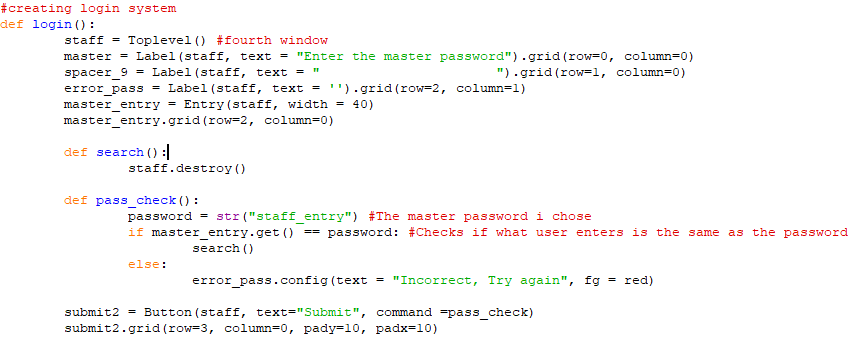 #creating login system
def login():
        staff = Toplevel() #fourth window
        master = Label(staff, text = "Enter the master password").grid(row=0, column=0)
        spacer_9 = Label(staff, text = "                      ").grid(row=1, column=0)
        error_pass = Label(staff, text = '').grid(row=2, column=1)
        master_entry = Entry(staff, width = 40)
        master_entry.grid(row=2, column=0)

        def search():
                staff.destroy()

        def pass_check():
                password = str("staff_entry") #The master password i chose
                if master_entry.get() == password: #Checks if what user enters is the same as the password
                        search()
                else:
                        error_pass.config(text = "Incorrect, Try again", fg = red)

        submit2 = Button(staff, text="Submit", command =pass_check)
        submit2.grid(row=3, column=0, pady=10, padx=10)